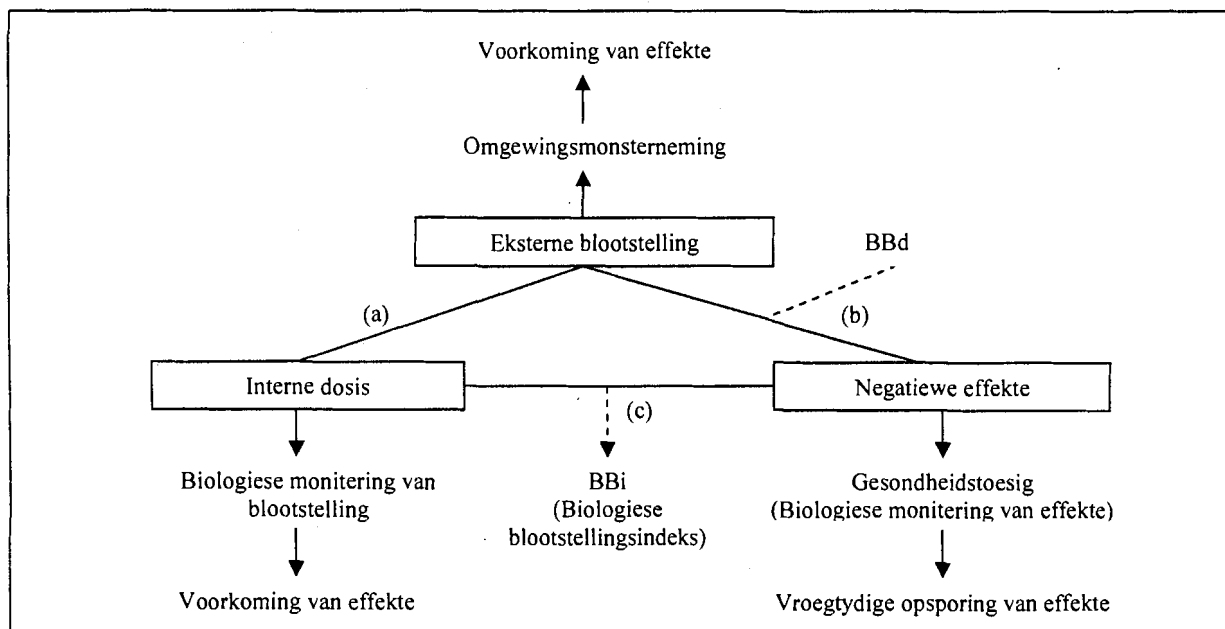 Voorkoming van effekte
Omgewingsmonsterneming
Eksterne blootstelling
BBd
(a)
(b)
Interne dosis
Negatiewe effekte
(c)
Biologiese monitering van
blootstelling
BBi
(Biologiese
blootstellingsindeks)
Gesondheidstoesig
(Biologiese monitering van effekte)
Voorkoming van effekte
Vroegtydige opsporing van effekte